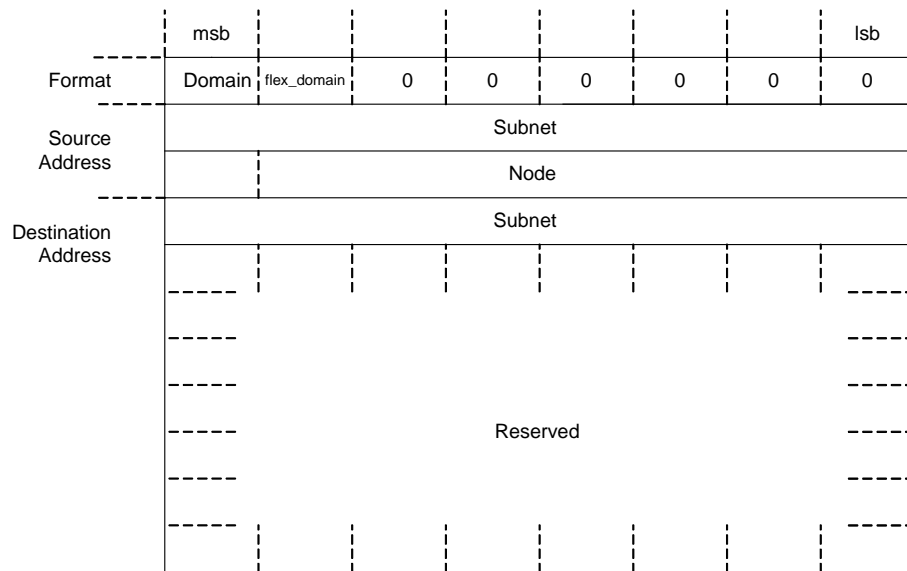 msb lsb
Format Domain flex_domain 0 0 0 0 0 0
Source
Address
Subnet
Node
Destination
Address
Subnet
Reserved